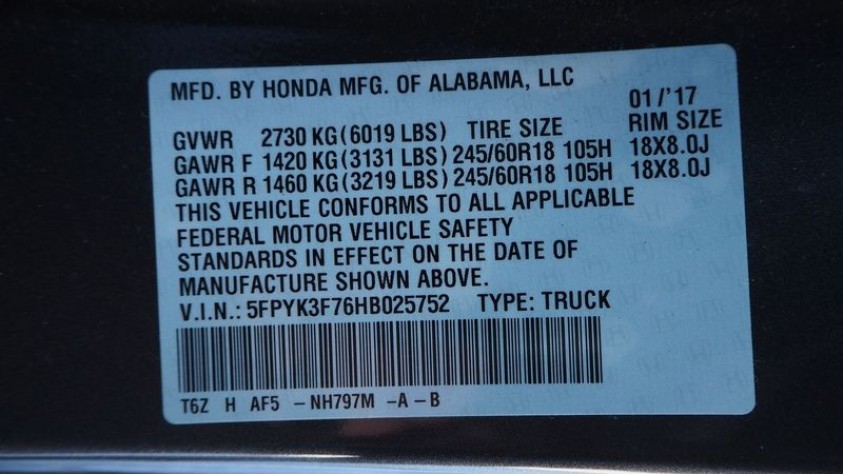 MFD. BY HONDA MFG. OF ALABAMA, LLC
01/'17
GVWR 2730 KG(6019 LBS) TIRE SIZE RIM SIZE
GAWR F 1420 KG(3131 LBS) 245/60R18 105H 18X8.0J
GAWR R 1460 KG(3219 LBS) 245/60R18 105H 18X8.0J
THIS VEHICLE CONFORMS TO ALL APPLICABLE
FEDERAL MOTOR VEHICLE SAFETY
STANDARDS IN EFFECT ON THE DATE OF
MANUFACTURE SHOWN ABOVE.
V.I.N.: 5FPYK3F76HB025752 TYPE: TRUCK
T6Z H AF5 - NH797M -A - B